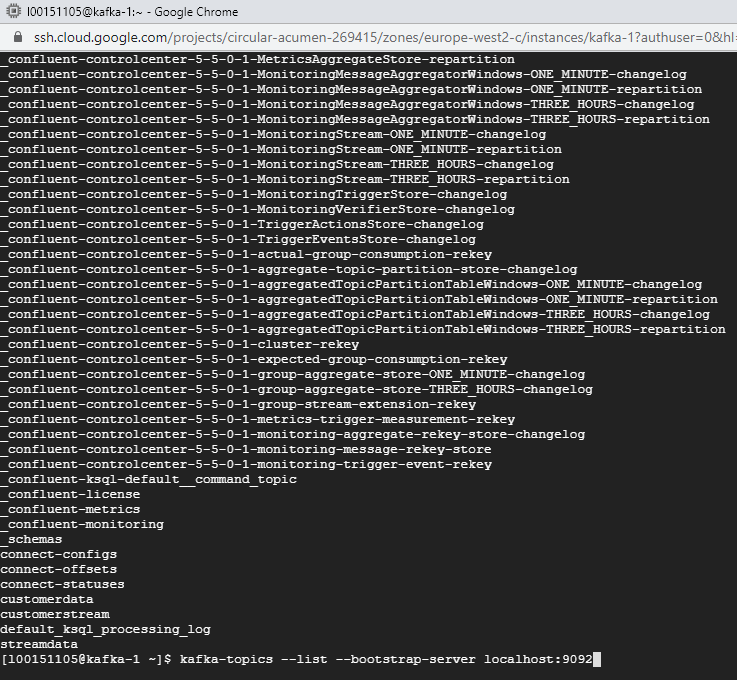 l00151105@kafka-1:~ - Google Chrome
ssh.cloud.google.com/projects/circular-acumen-269415/zones/europe-west2-c/instances/kafka-1?authuser=0&hl=
_confluent-controlcenter-5-5-0-1-MetricsAggregateStore-repartition
_confluent-controlcenter-5-5-0-1-MonitoringMessageAggregatorWindows-ONE_MINUTE-changelog
_confluent-controlcenter-5-5-0-1-MonitoringMessageAggregatorWindows-ONE_MINUTE-repartition
_confluent-controlcenter-5-5-0-1-MonitoringMessageAggregatorWindows-THREE_HOURS-changelog
_confluent-controlcenter-5-5-0-1-MonitoringMessageAggregatorWindows-THREE_HOURS-repartition
_confluent-controlcenter-5-5-0-1-MonitoringStream-ONE_MINUTE-changelog
_confluent-controlcenter-5-5-0-1-MonitoringStream-ONE_MINUTE-repartition
_confluent-controlcenter-5-5-0-1-MonitoringStream-THREE_HOURS-changelog
_confluent-controlcenter-5-5-0-1-MonitoringStream-THREE_HOURS-repartition
_confluent-controlcenter-5-5-0-1-MonitoringTriggerStore-changelog
_confluent-controlcenter-5-5-0-1-MonitoringVerifierStore-changelog
_confluent-controlcenter-5-5-0-1-TriggerActionsStore-changelog
_confluent-controlcenter-5-5-0-1-TriggerEventsStore-changelog
_confluent-controlcenter-5-5-0-1-actual-group-consumption-rekey
_confluent-controlcenter-5-5-0-1-aggregate-topic-partition-store-changelog
_confluent-controlcenter-5-5-0-1-aggregatedTopicPartitionTableWindows-ONE_MINUTE-changelog
_confluent-controlcenter-5-5-0-1-aggregatedTopicPartitionTableWindows-ONE_MINUTE-repartition
_confluent-controlcenter-5-5-0-1-aggregatedTopicPartitionTableWindows-THREE_HOURS-changelog
_confluent-controlcenter-5-5-0-1-aggregatedTopicPartitionTableWindows-THREE_HOURS-repartition
_confluent-controlcenter-5-5-0-1-cluster-rekey
_confluent-controlcenter-5-5-0-1-expected-group-consumption-rekey
_confluent-controlcenter-5-5-0-1-group-aggregate-store-ONE_MINUTE-changelog
_confluent-controlcenter-5-5-0-1-group-aggregate-store-THREE_HOURS-changelog
_confluent-controlcenter-5-5-0-1-group-stream-extension-rekey
_confluent-controlcenter-5-5-0-1-metrics-trigger-measurement-rekey
_confluent-controlcenter-5-5-0-1-monitoring-aggregate-rekey-store-changelog
_confluent-controlcenter-5-5-0-1-monitoring-message-rekey-store
_confluent-controlcenter-5-5-0-1-monitoring-trigger-event-rekey
_confluent-ksql-default__command_topic
_confluent-license
_confluent-metrics
_confluent-monitoring
_schemas
connect-configs
connect-offsets
connect-statuses
customerdata
customerstream
default_ksql_processing_log
streamdata
[l00151105@kafka-1 ~]$ kafka-topics --list --bootstrap-server localhost:9092